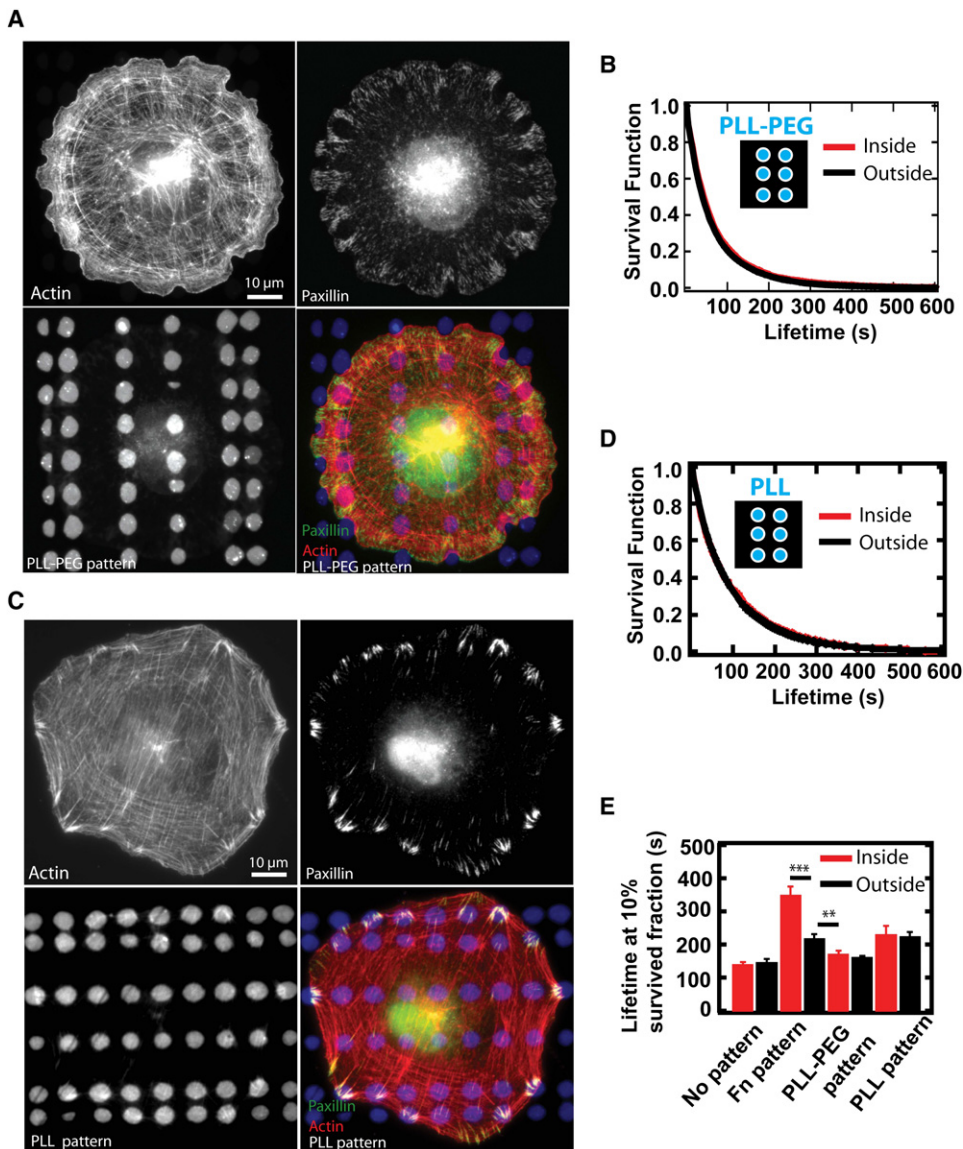 A
Actin
10 μm
Paxillin
PLL-PEG pattern
Paxillin
Actin
PLL-PEG pattern
B
Survival Function
1.0
0.8
0.6
0.4
0.2
0.0
PLL-PEG
Inside
Outside
100 200 300 400 500 600
Lifetime (s)
C
Actin
10 μm
Paxillin
PLL pattern
Paxillin
Actin
PLL pattern
D
Survival Function
1.0
0.8
0.6
0.4
0.2
0.0
PLL
Inside
Outside
100 200 300 400 500 600
Lifetime (s)
E
Lifetime at 10%
survived fraction (s)
500
400
300
200
100
0
Inside
Outside
***
**
No pattern
Fn pattern
PLL-PEG
pattern
PLL pattern